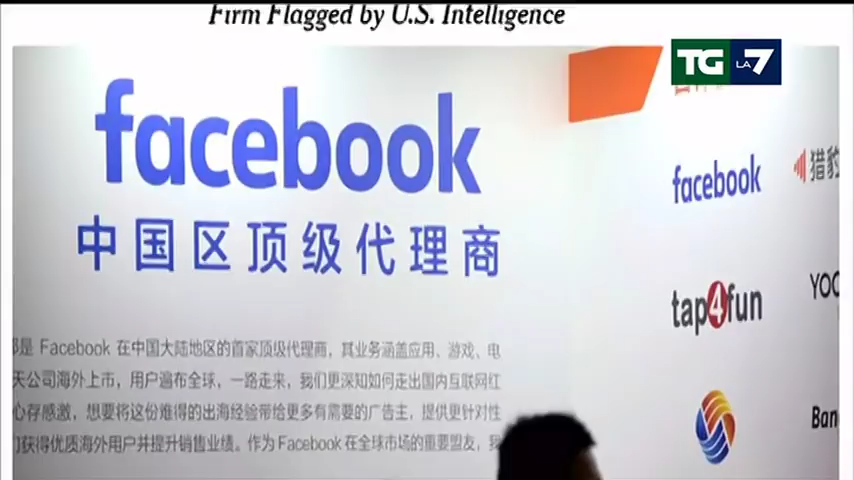 Firm Flagged by U.S. Intelligence
TG LA 7
facebook
中国区顶级代理商
是 Facebook 在中国大陆地区的首家顶级代理商，其业务涵盖应用、游戏、电
天公司海外上市，用户遍布全球，一路走来，我们更深知如何走出国内互联网红
心存感激，想要将这份难得的出海经验带给更多有需要的广告主，提供更针对性
获得优质海外用户并提升销售业绩。作为 Facebook 在全球市场的重要盟友，我
facebook
猎豹
tap4fun
YOO
Ban